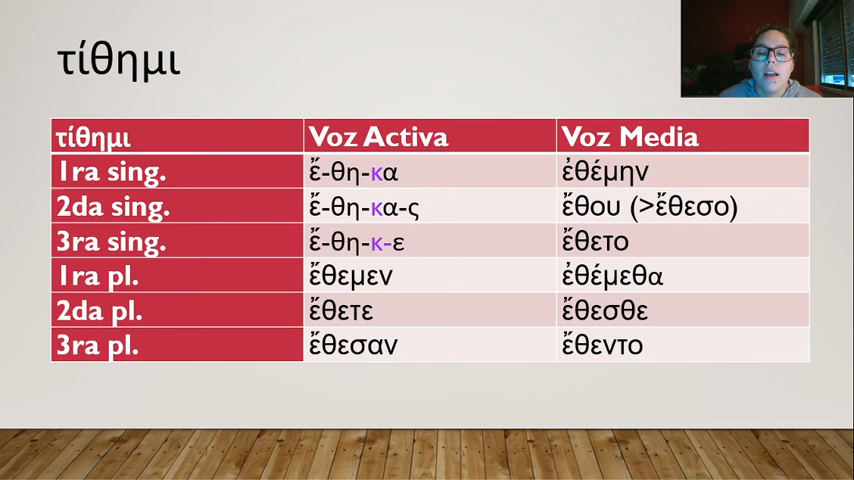 τίθημι
τίθημι Voz Activa Voz Media
1ra sing. ἔ-θη-κα ἐθέμην
2da sing. ἔ-θη-κα-ς ἔθου (>ἔθεσο)
3ra sing. ἔ-θη-κ-ε ἔθετο
1ra pl. ἔθεμεν ἐθέμεθα
2da pl. ἔθετε ἔθεσθε
3ra pl. ἔθεσαν ἔθεντο